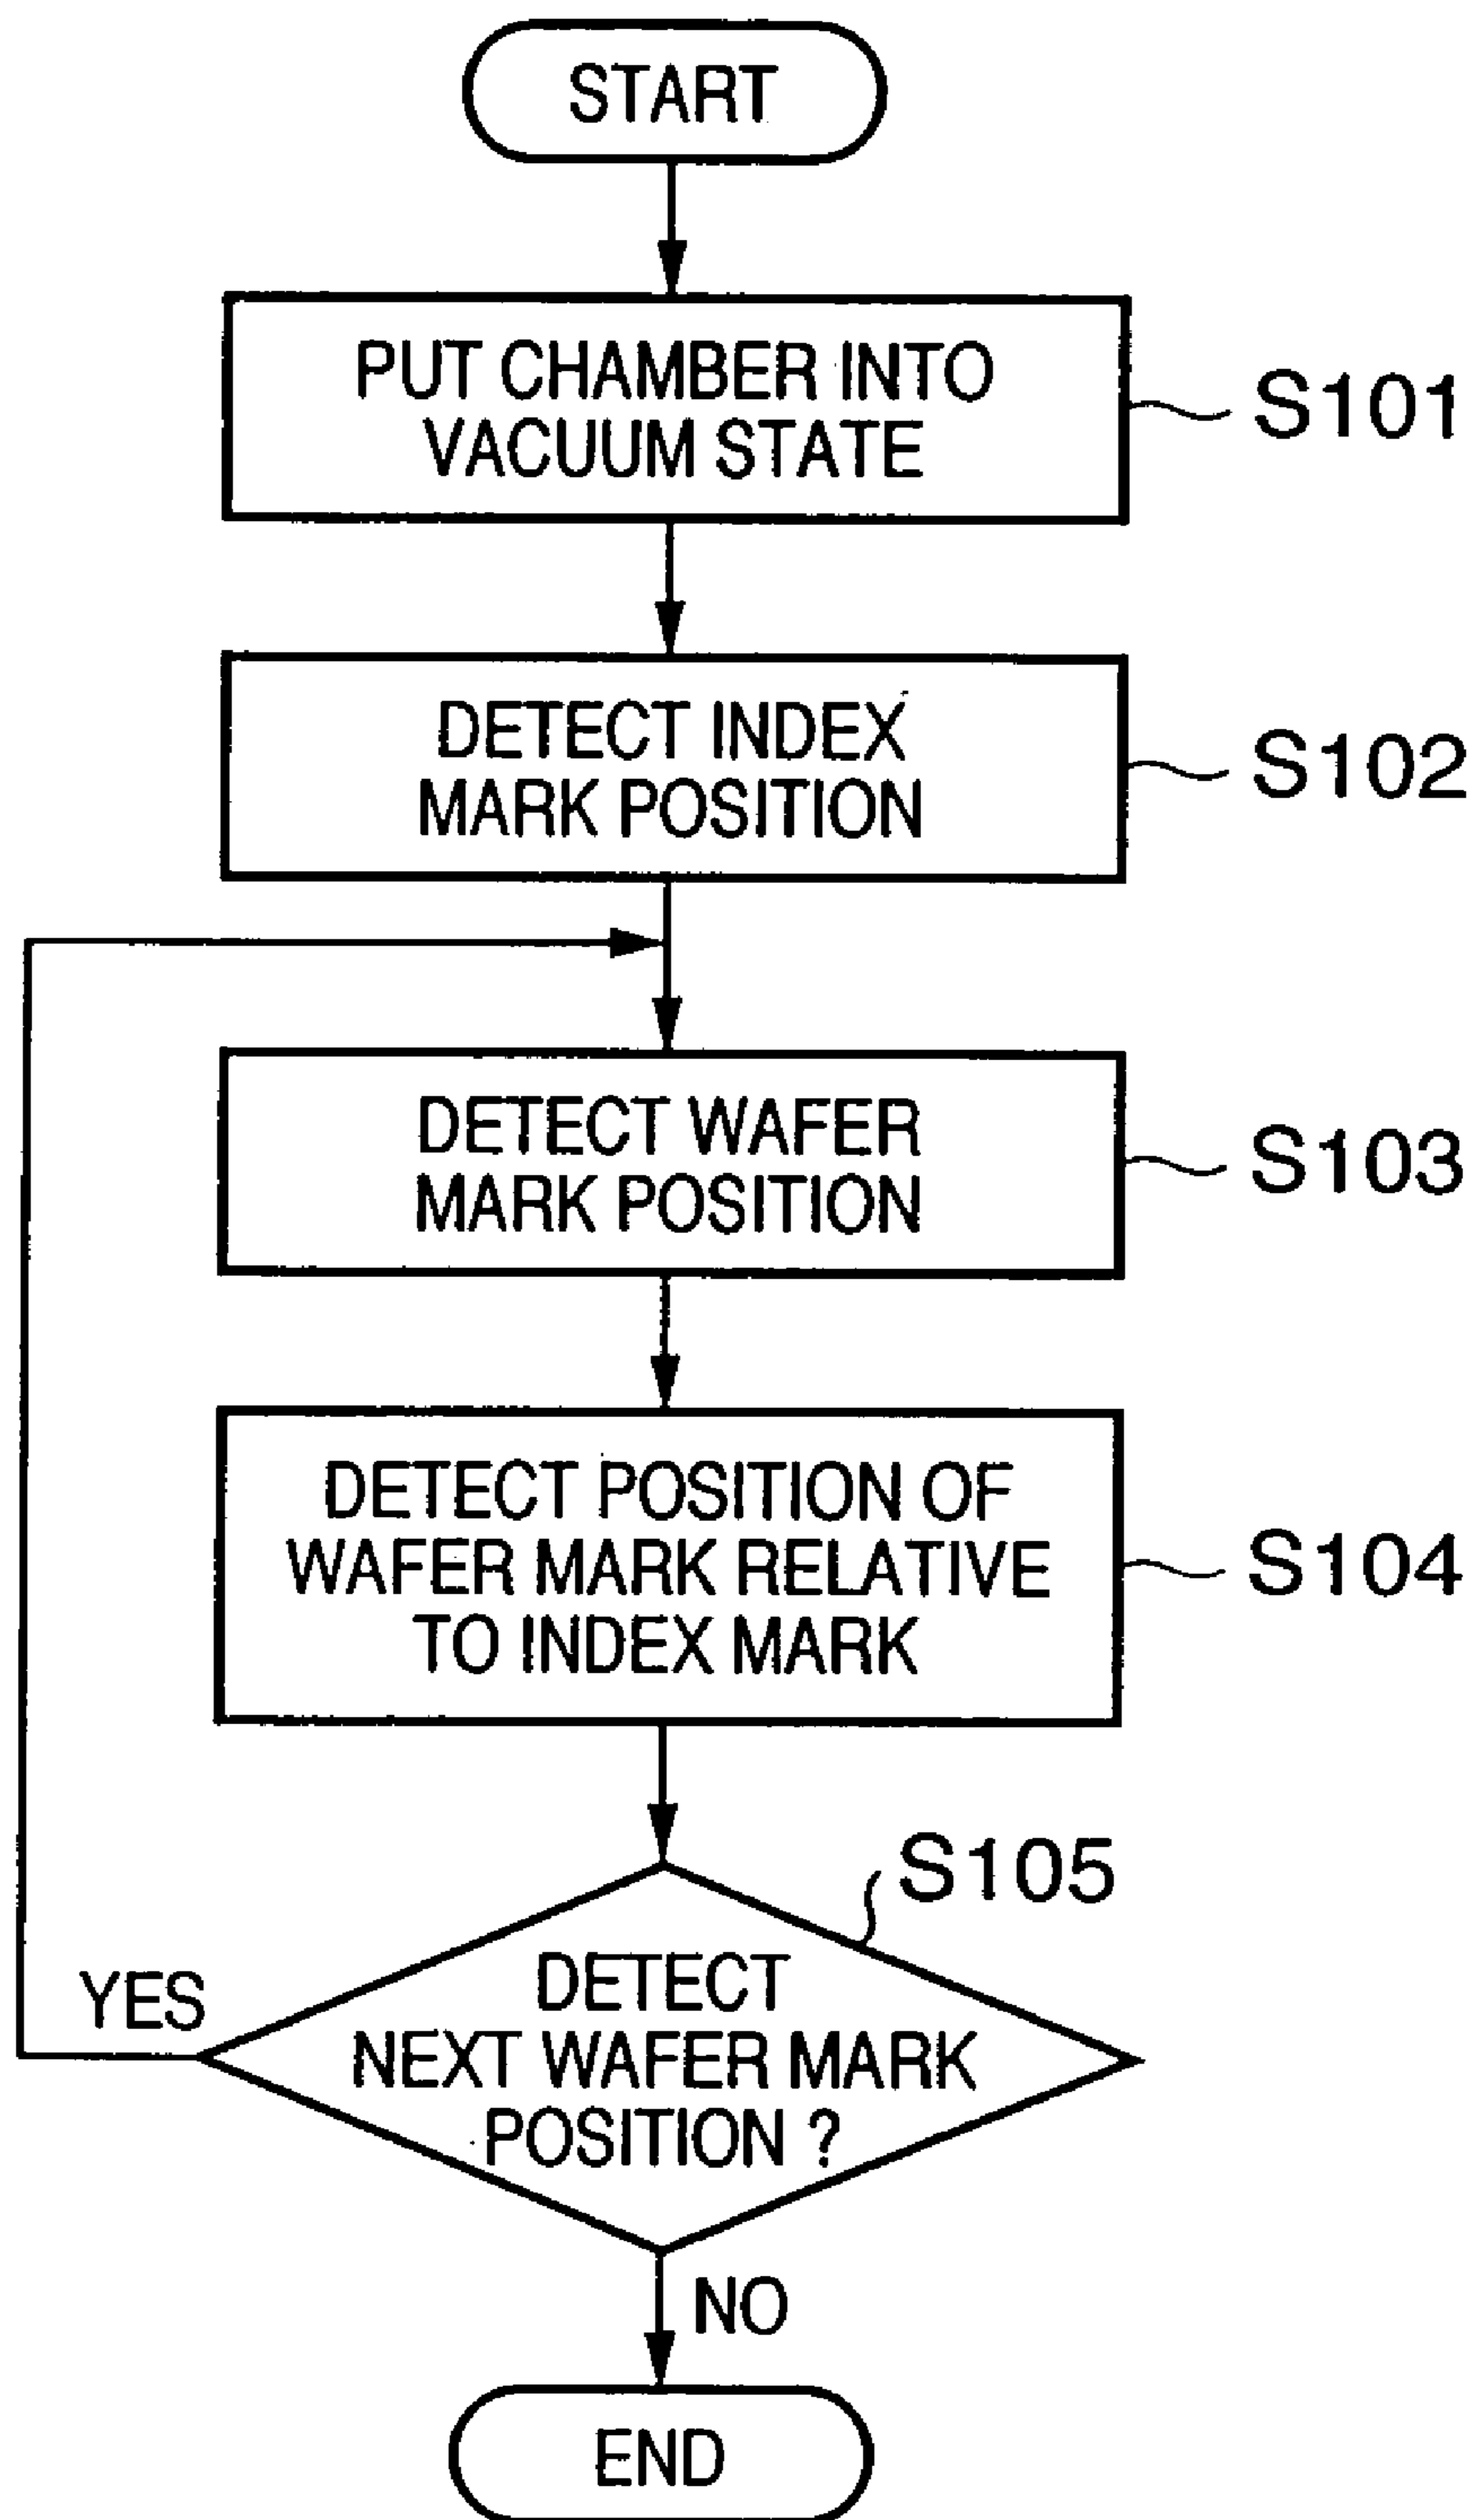 START
PUT CHAMBER INTO
VACUUM STATE
S101
DETECT INDEX
MARK POSITION
S102
DETECT WAFER
MARK POSITION
S103
DETECT POSITION OF
WAFER MARK RELATIVE
TO INDEX MARK
S104
S105
DETECT
NEXT WAFER MARK
POSITION ?
YES
NO
END